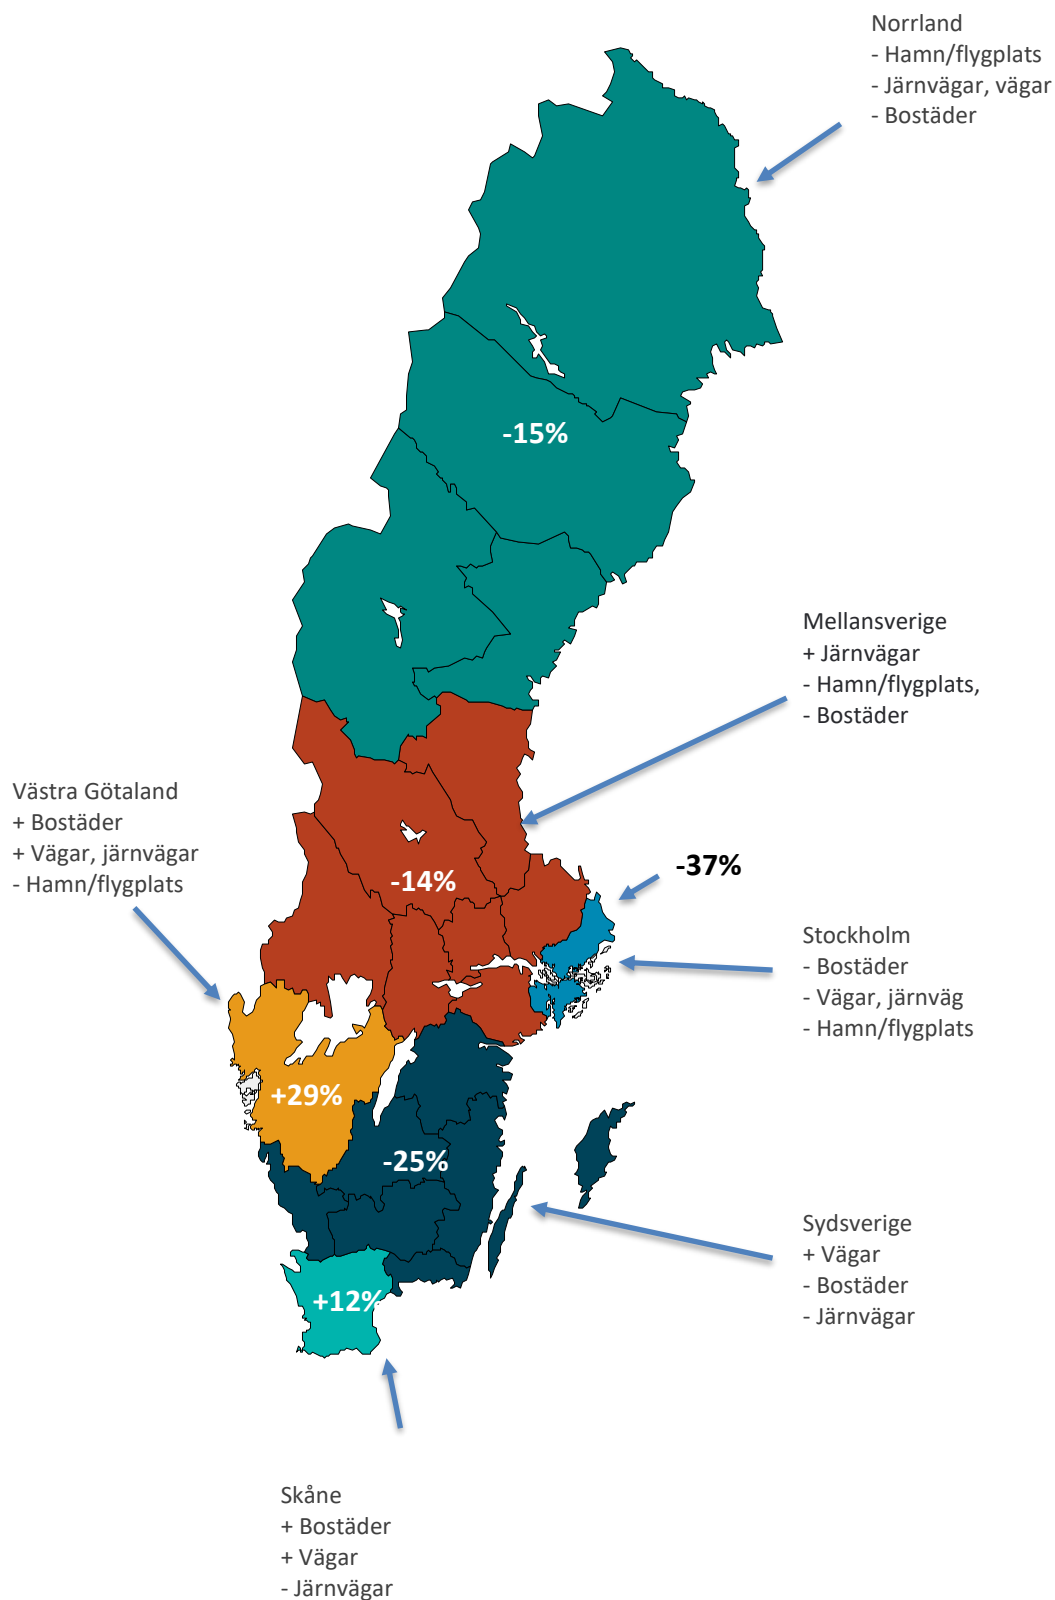 Norrland
- Hamn/flygplats
- Järnvägar, vägar
- Bostäder
-15%
Mellansverige
+ Järnvägar
- Hamn/flygplats,
- Bostäder
Västra Götaland
+ Bostäder
+ Vägar, järnvägar
- Hamn/flygplats
-14%
-37%
Stockholm
- Bostäder
- Vägar, järnväg
- Hamn/flygplats
+29%
-25%
Sydsverige
+ Vägar
- Bostäder
- Järnvägar
+12%
Skåne
+ Bostäder
+ Vägar
- Järnvägar